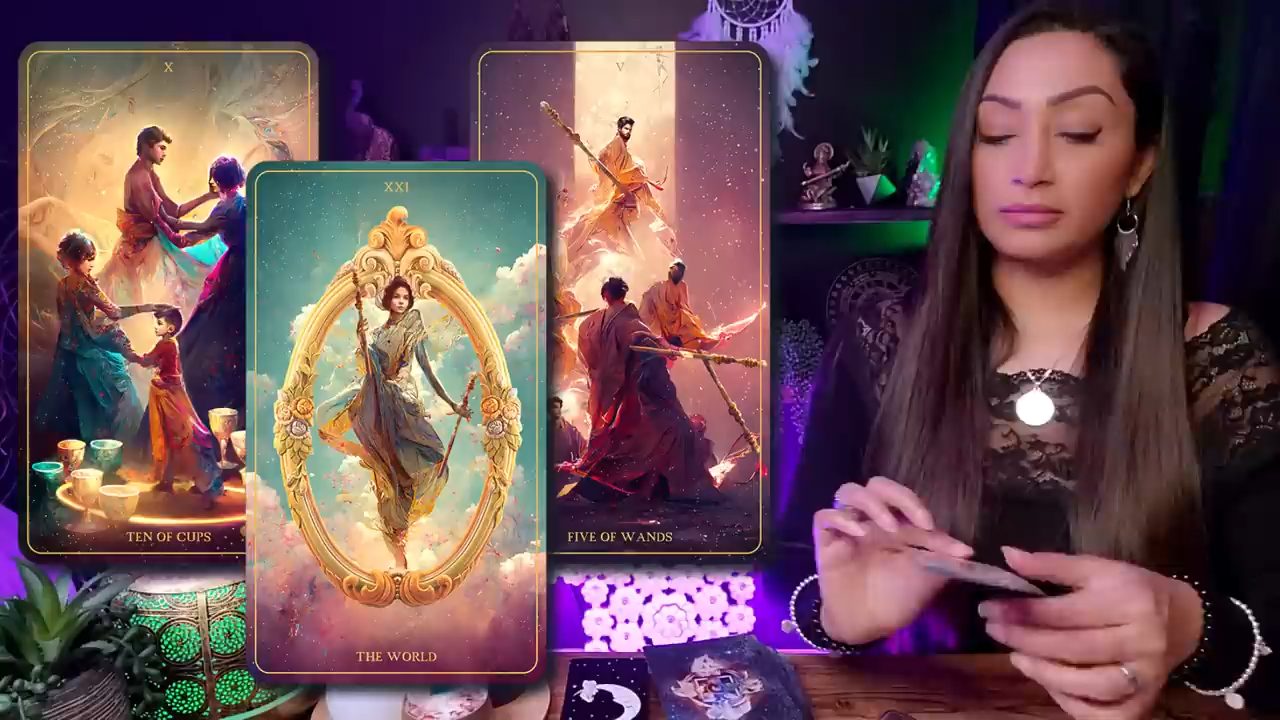 X
TEN OF CUPS
XXI
THE WORLD
V
FIVE OF WANDS